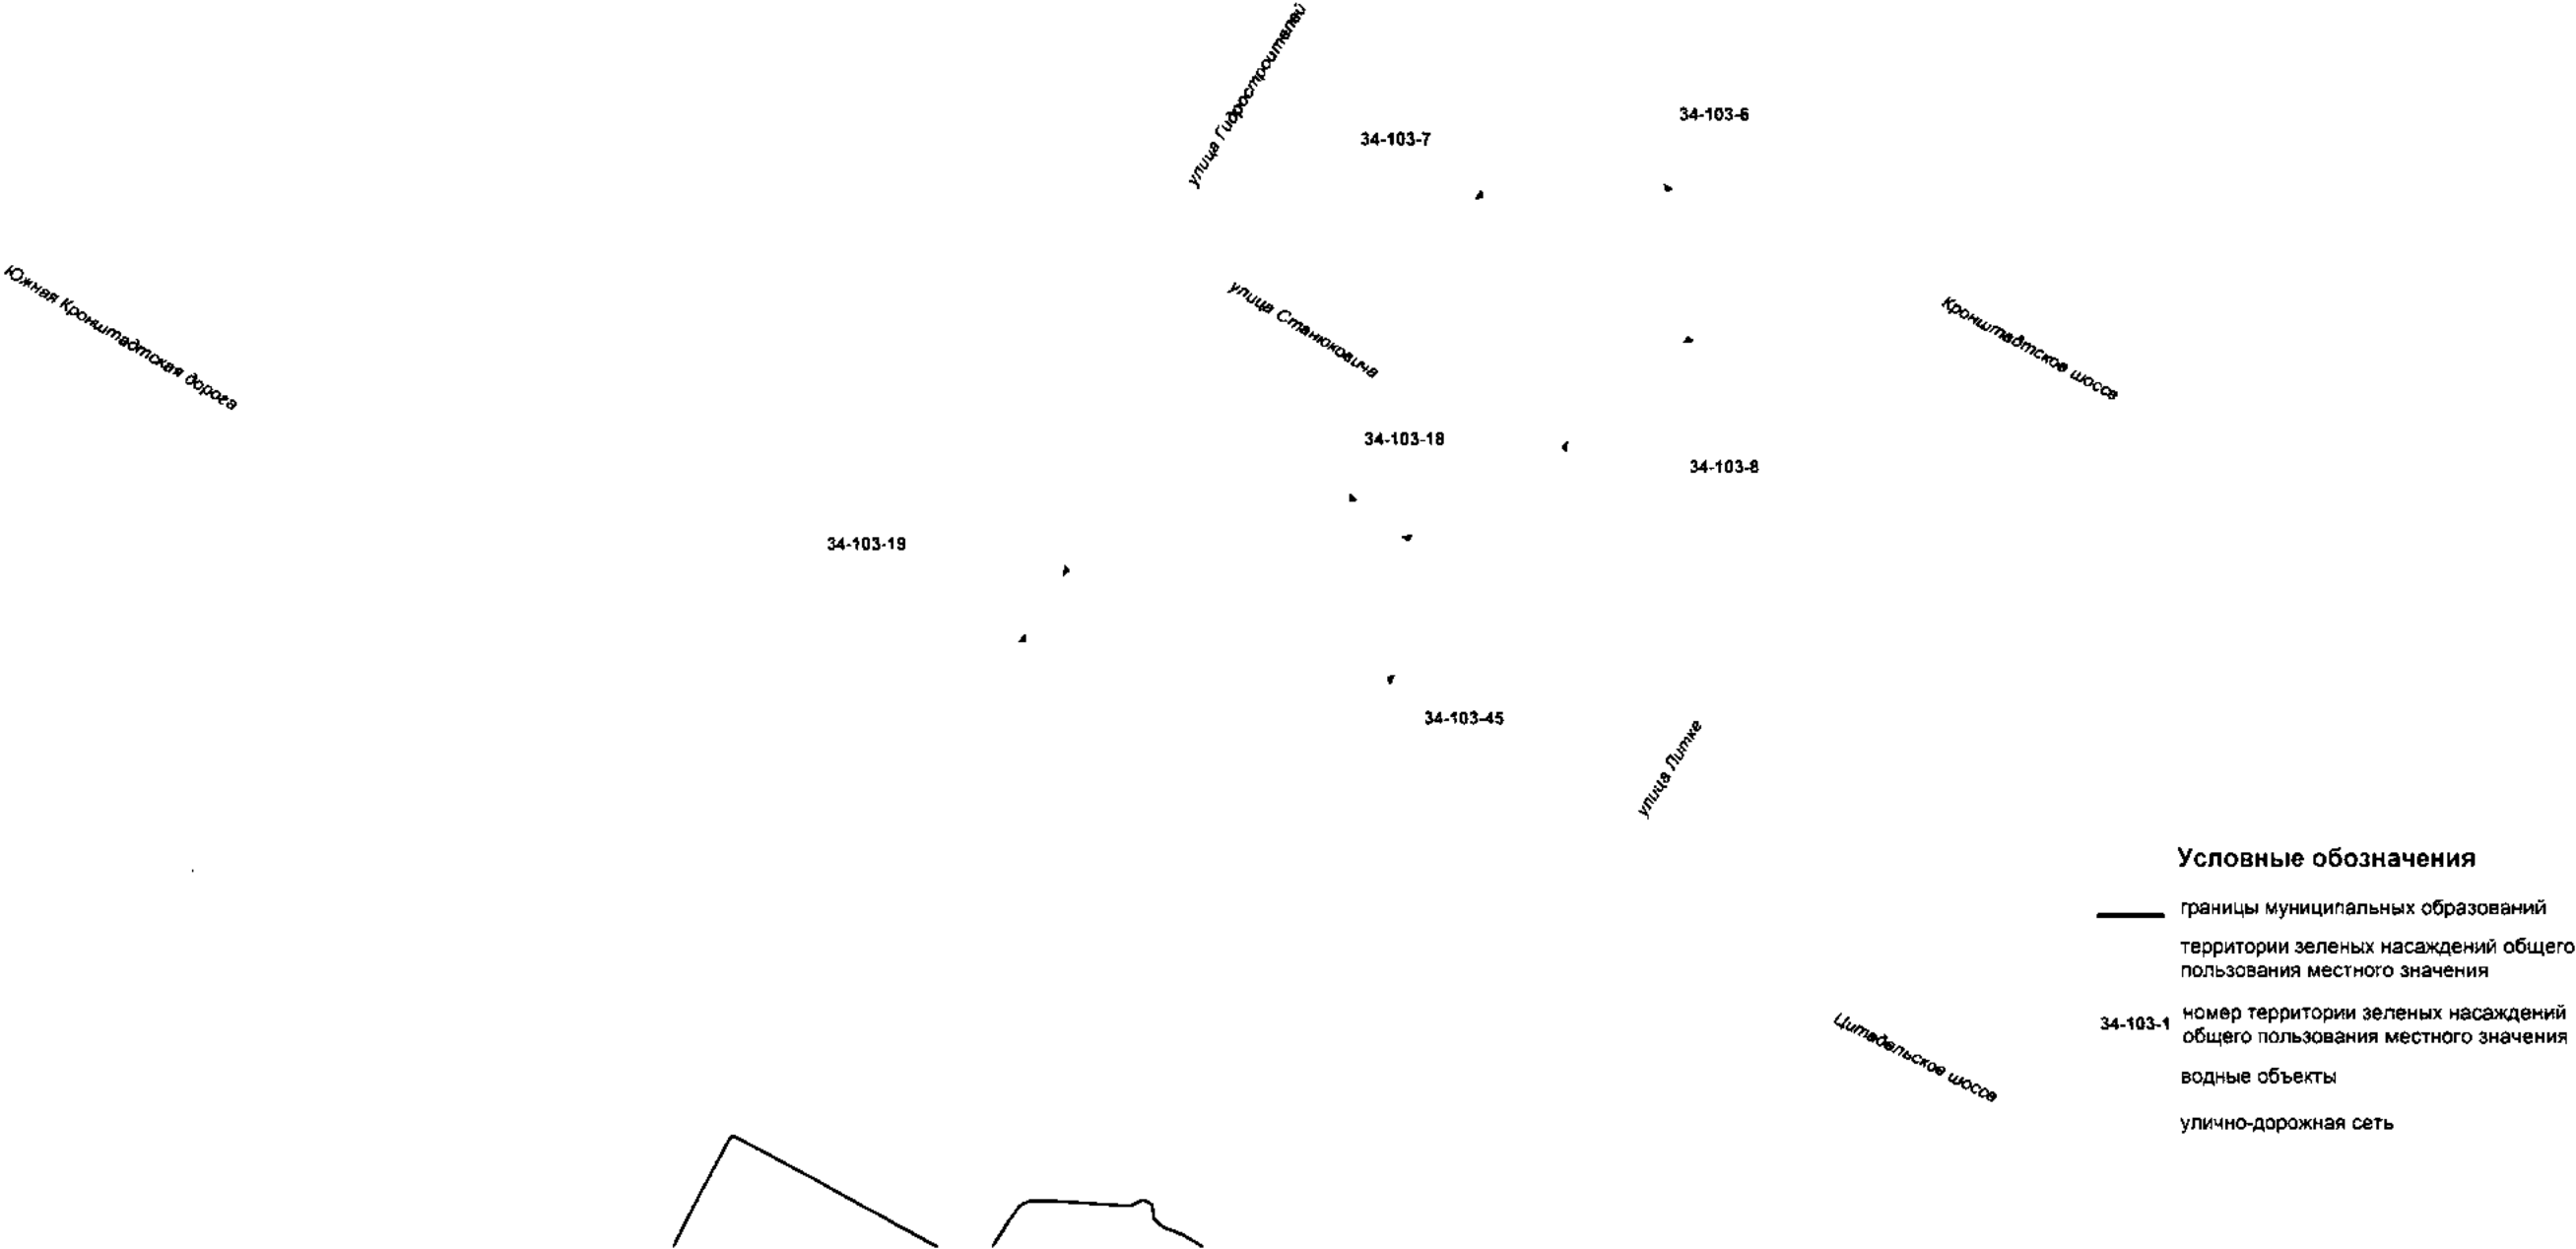 улица Гидростроителей
34-103-6
34-103-7
Южная Кронштадтская дорога
улица Станюковича
Кронштадтское шоссе
34-103-18
34-103-8
34-103-19
34-103-45
улица Литке
Условные обозначения
границы муниципальных образований
территории зеленых насаждений общего
пользования местного значения
34-103-1 номер территории зеленых насаждений
общего пользования местного значения
Цитадельское шоссе
водные объекты
улично-дорожная сеть